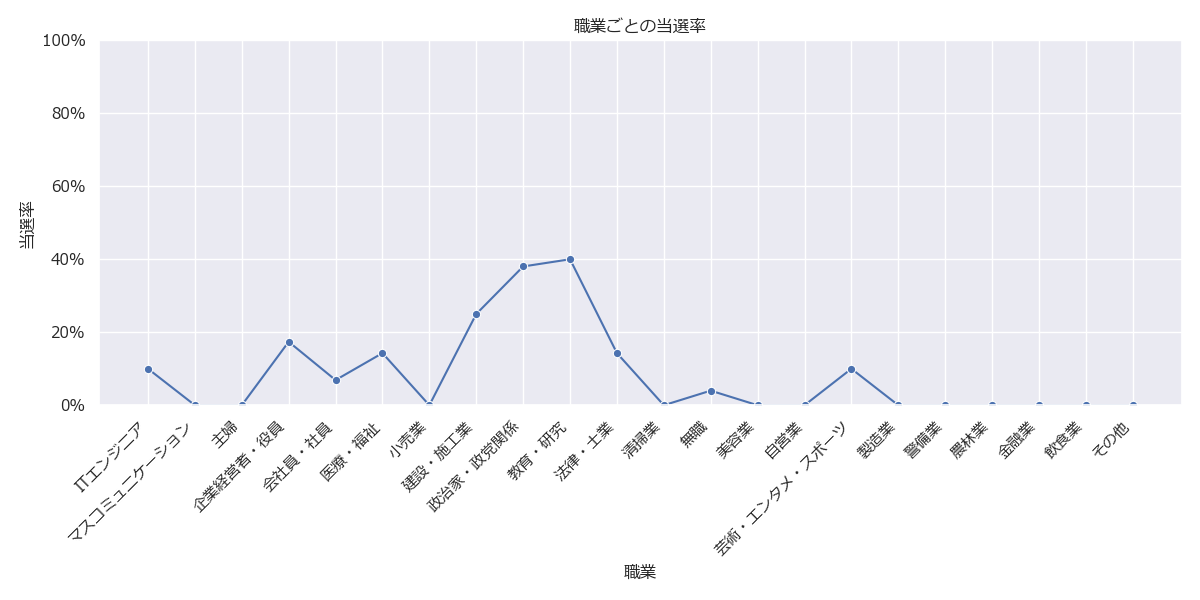 職業ごとの当選率
100%
80%
60%
40%
20%
0%
当選率
ITエンジニア
マスコミュニケーション
主婦
企業経営者・役員
会社員・社員
医療・福祉
小売業
建設・施工業
政治家・政党関係
教育・研究
法律・士業
清掃業
無職
美容業
自営業
芸術・エンタメ・スポーツ
製造業
警備業
農林業
金融業
飲食業
その他
職業